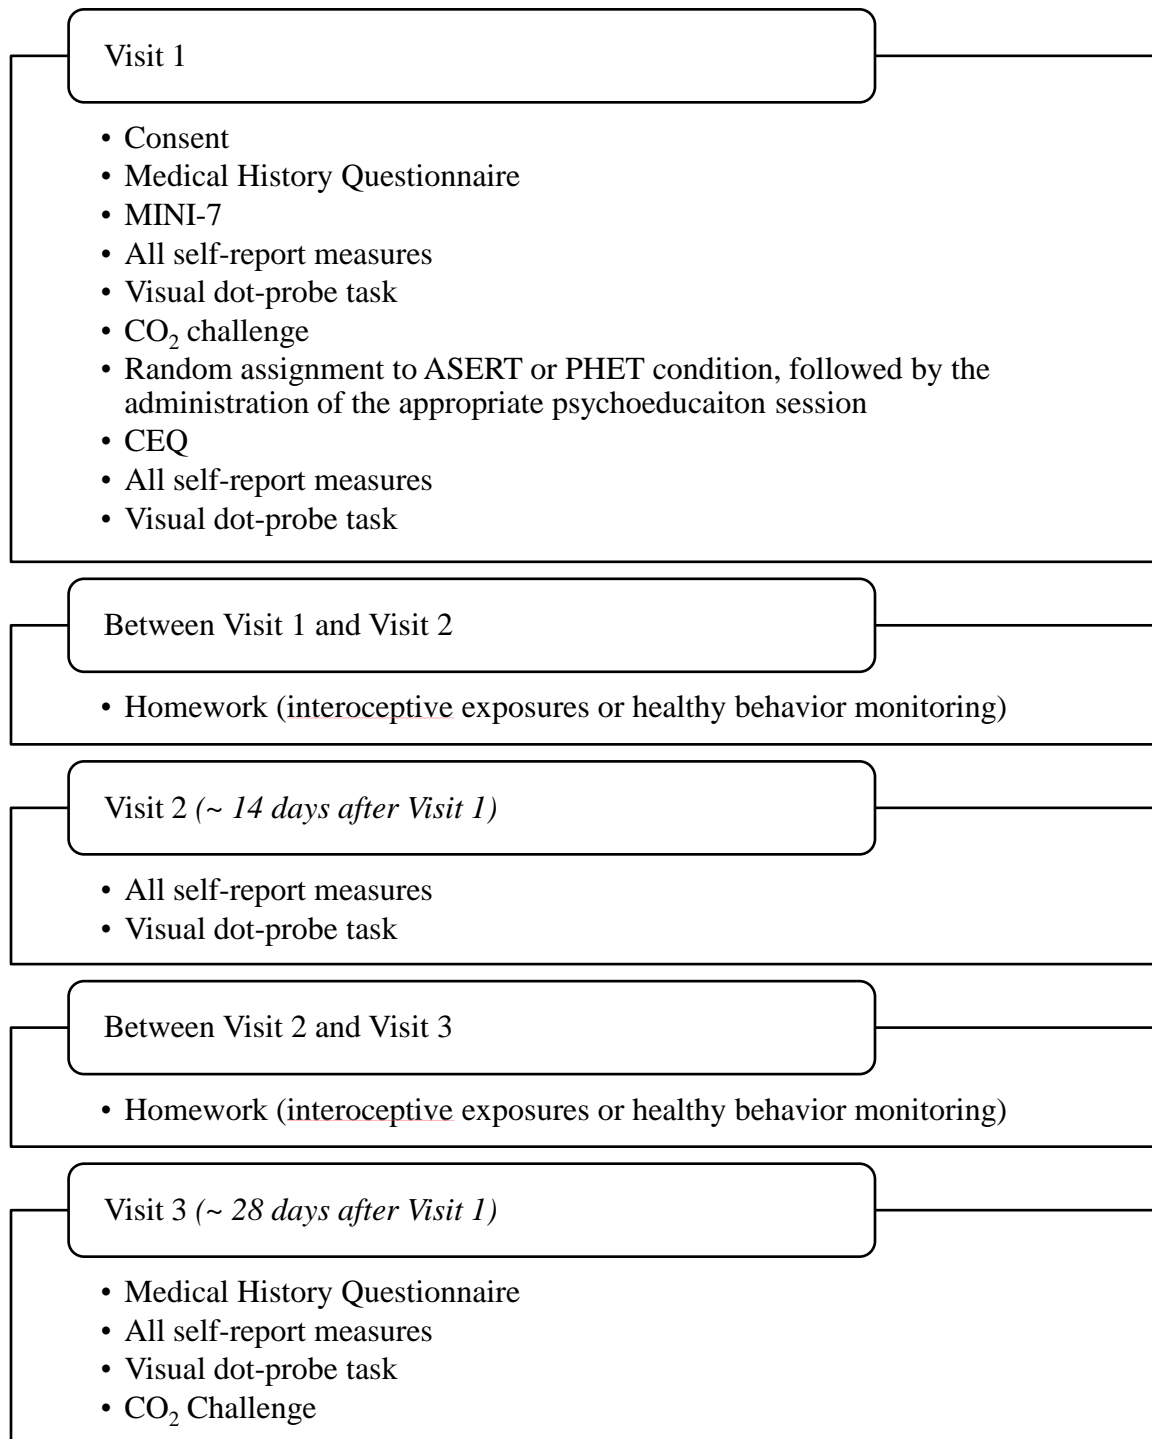 Visit 1
• Consent
• Medical History Questionnaire
• MINI-7
• All self-report measures
• Visual dot-probe task
• CO₂ challenge
• Random assignment to ASERT or PHET condition, followed by the
administration of the appropriate psychoeducaiton session
• CEQ
• All self-report measures
• Visual dot-probe task
Between Visit 1 and Visit 2
• Homework (interoceptive exposures or healthy behavior monitoring)
Visit 2 (~ 14 days after Visit 1)
• All self-report measures
• Visual dot-probe task
Between Visit 2 and Visit 3
• Homework (interoceptive exposures or healthy behavior monitoring)
Visit 3 (~ 28 days after Visit 1)
• Medical History Questionnaire
• All self-report measures
• Visual dot-probe task
• CO₂ Challenge